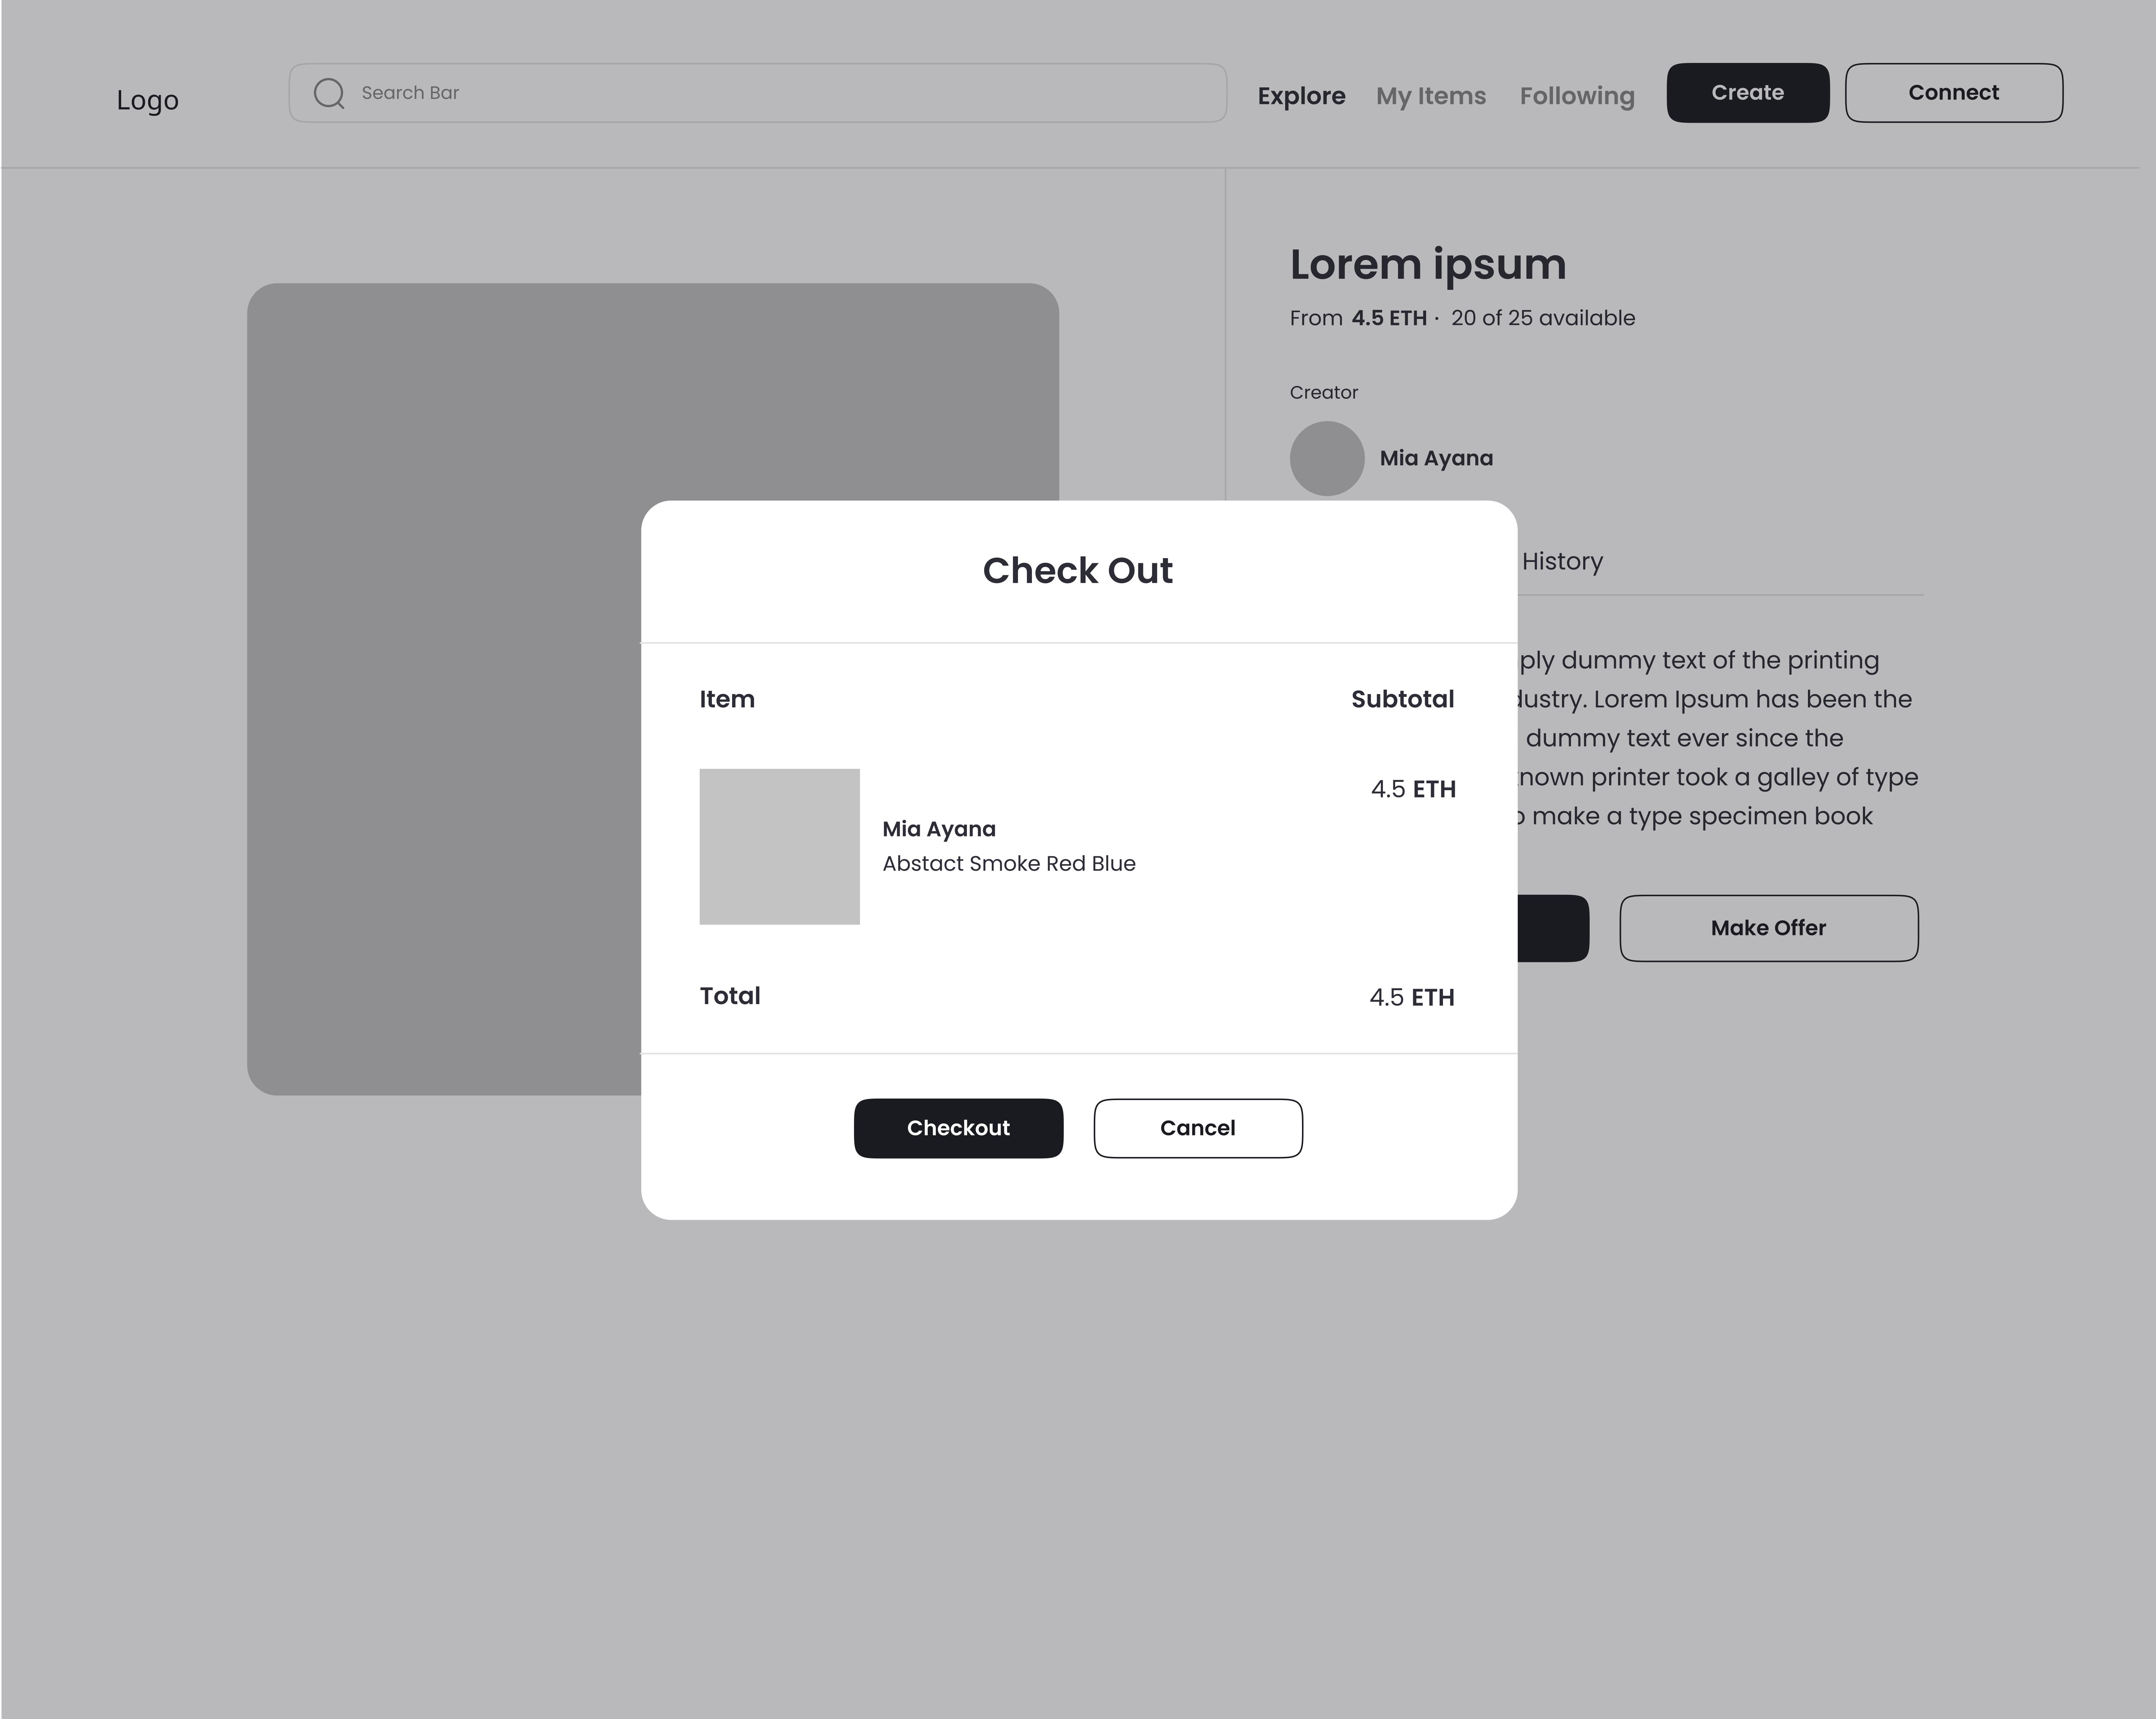 Logo
Search Bar
Explore
My Items
Following
Create
Connect
Lorem ipsum
From 4.5 ETH · 20 of 25 available
Creator
Mia Ayana
History
ply dummy text of the printing
dustry. Lorem Ipsum has been the
dummy text ever since the
nown printer took a galley of type
o make a type specimen book
Make Offer
Check Out
Item
Subtotal
4.5 ETH
Mia Ayana
Abstact Smoke Red Blue
Total
4.5 ETH
Checkout
Cancel